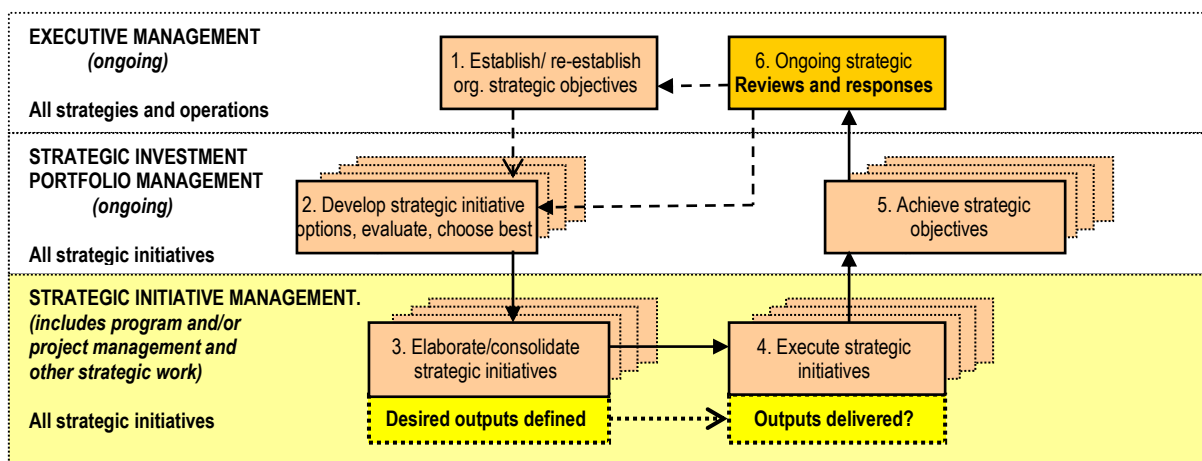 EXECUTIVE MANAGEMENT
(ongoing)
All strategies and operations
1. Establish/ re-establish
org. strategic objectives
6. Ongoing strategic
Reviews and responses
STRATEGIC INVESTMENT
PORTFOLIO MANAGEMENT
(ongoing)
All strategic initiatives
2. Develop strategic initiative
options, evaluate, choose best
5. Achieve strategic
objectives
STRATEGIC INITIATIVE MANAGEMENT.
(includes program and/or
project management and
other strategic work)
All strategic initiatives
3. Elaborate/consolidate
strategic initiatives
Desired outputs defined
4. Execute strategic
initiatives
Outputs delivered?